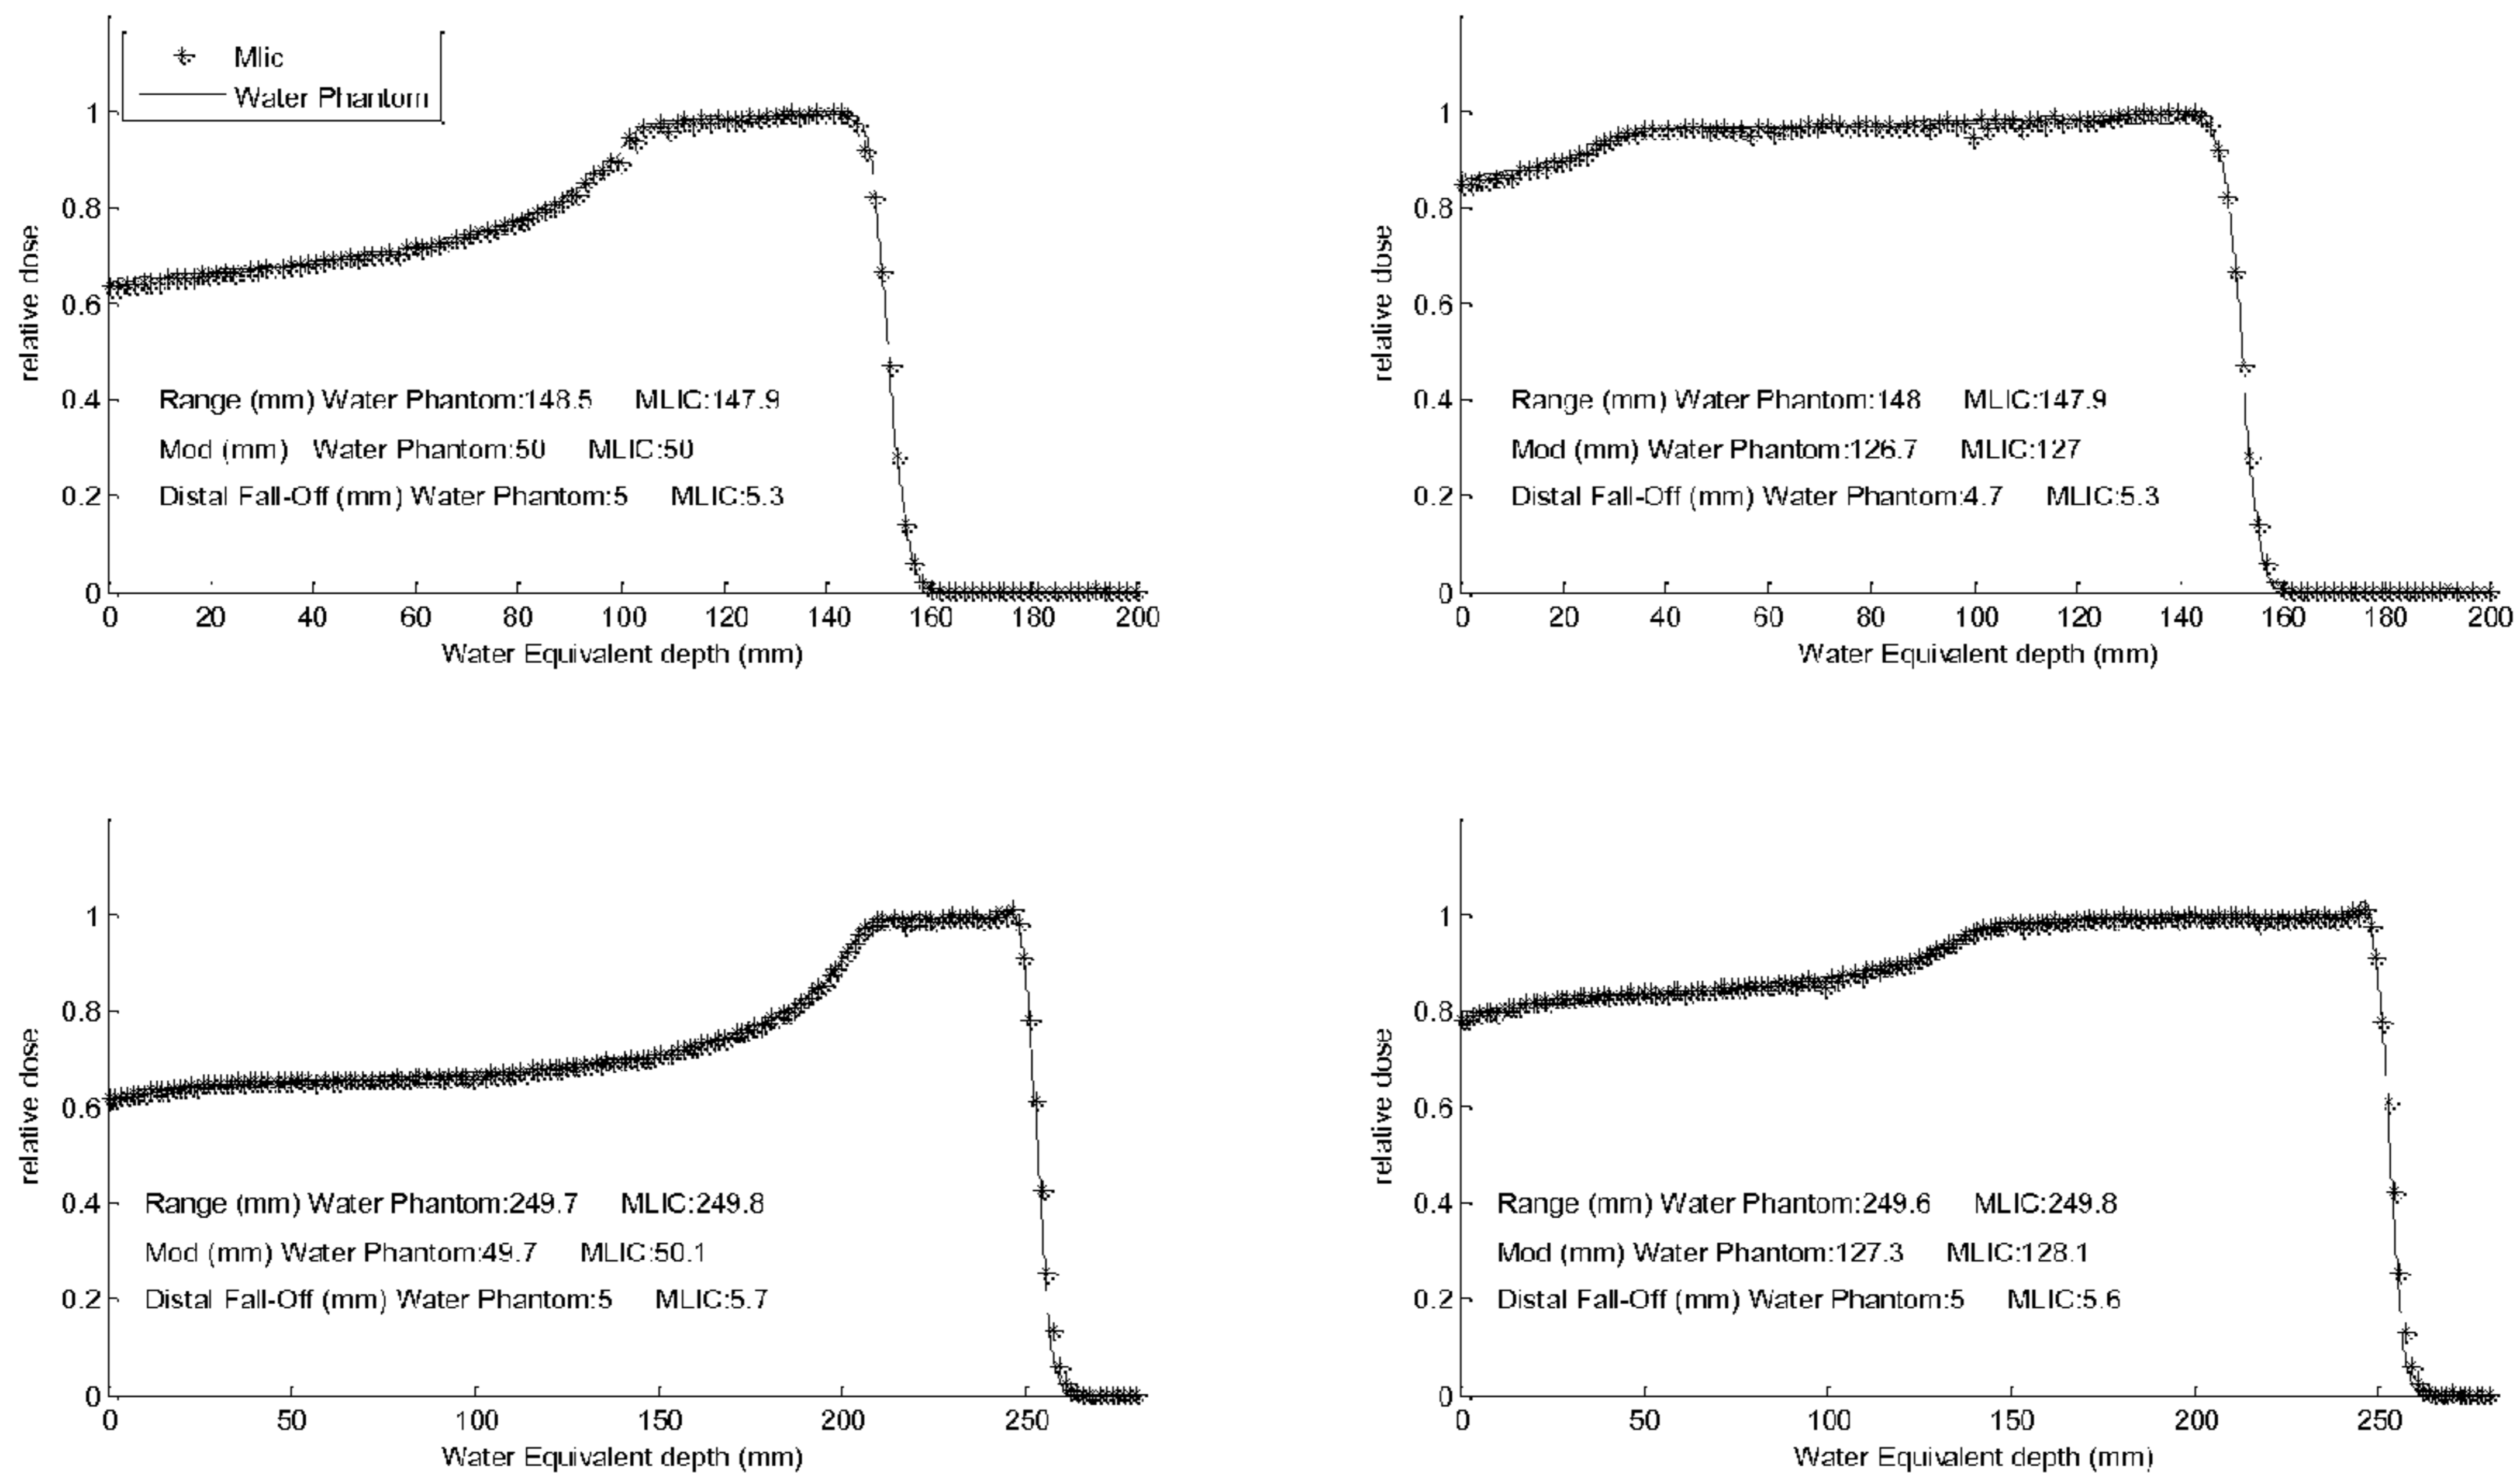 Mlic
Water Phantom
1
0.8
0.6
0.4
0.2
0
relative dose
Range (mm) Water Phantom:148.5 MLIC:147.9
Mod (mm) Water Phantom:50 MLIC:50
Distal Fall-Off (mm) Water Phantom:5 MLIC:5.3
0 20 40 60 80 100 120 140 160 180 200
Water Equivalent depth (mm)
1
0.8
0.6
0.4
0.2
0
relative dose
Range (mm) Water Phantom:148 MLIC:147.9
Mod (mm) Water Phantom:126.7 MLIC:127
Distal Fall-Off (mm) Water Phantom:4.7 MLIC:5.3
0 20 40 60 80 100 120 140 160 180 200
Water Equivalent depth (mm)
1
0.8
0.6
0.4
0.2
0
relative dose
Range (mm) Water Phantom:249.7 MLIC:249.8
Mod (mm) Water Phantom:49.7 MLIC:50.1
Distal Fall-Off (mm) Water Phantom:5 MLIC:5.7
0 50 100 150 200 250
Water Equivalent depth (mm)
1
0.8
0.6
0.4
0.2
0
relative dose
Range (mm) Water Phantom:249.6 MLIC:249.8
Mod (mm) Water Phantom:127.3 MLIC:128.1
Distal Fall-Off (mm) Water Phantom:5 MLIC:5.6
0 50 100 150 200 250
Water Equivalent depth (mm)